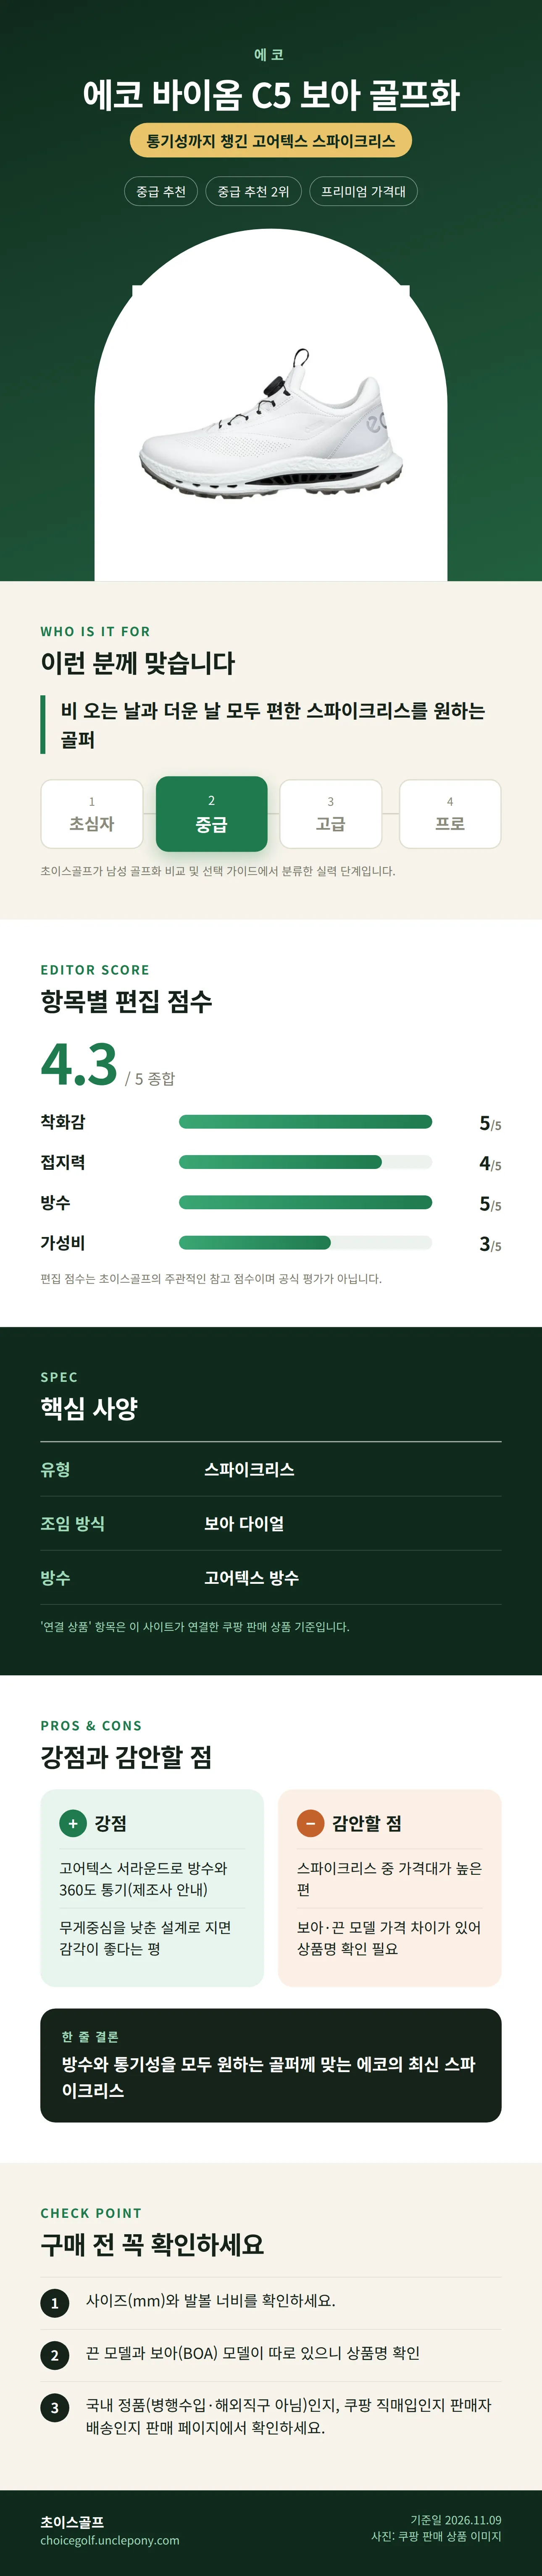 에코
에코 바이옴 C5 보아 골프화
통기성까지 챙긴 고어텍스 스파이크리스
중급 추천
중급 추천 2위
프리미엄 가격대
WHO IS IT FOR
이런 분께 맞습니다
비 오는 날과 더운 날 모두 편한 스파이크리스를 원하는
골퍼
1
초심자
2
중급
3
고급
4
프로
초이스골프가 남성 골프화 비교 및 선택 가이드에서 분류한 실력 단계입니다.
EDITOR SCORE
항목별 편집 점수
4.3 / 5 종합
착화감 5/5
접지력 4/5
방수 5/5
가성비 3/5
편집 점수는 초이스골프의 주관적인 참고 점수이며 공식 평가가 아닙니다.
SPEC
핵심 사양
유형 스파이크리스
조임 방식 보아 다이얼
방수 고어텍스 방수
'연결 상품' 항목은 이 사이트가 연결한 쿠팡 판매 상품 기준입니다.
PROS & CONS
강점과 감안할 점
+ 강점
고어텍스 서라운드로 방수와
360도 통기(제조사 안내)
무게중심을 낮춘 설계로 지면
감각이 좋다는 평
− 감안할 점
스파이크리스 중 가격대가 높은
편
보아·끈 모델 가격 차이가 있어
상품명 확인 필요
한 줄 결론
방수와 통기성을 모두 원하는 골퍼께 맞는 에코의 최신 스파
이크리스
CHECK POINT
구매 전 꼭 확인하세요
1 사이즈(mm)와 발볼 너비를 확인하세요.
2 끈 모델과 보아(BOA) 모델이 따로 있으니 상품명 확인
3 국내 정품(병행수입·해외직구 아님)인지, 쿠팡 직매입인지 판매자
배송인지 판매 페이지에서 확인하세요.
초이스골프
choicegolf.unclepony.com
기준일 2026.11.09
사진: 쿠팡 판매 상품 이미지